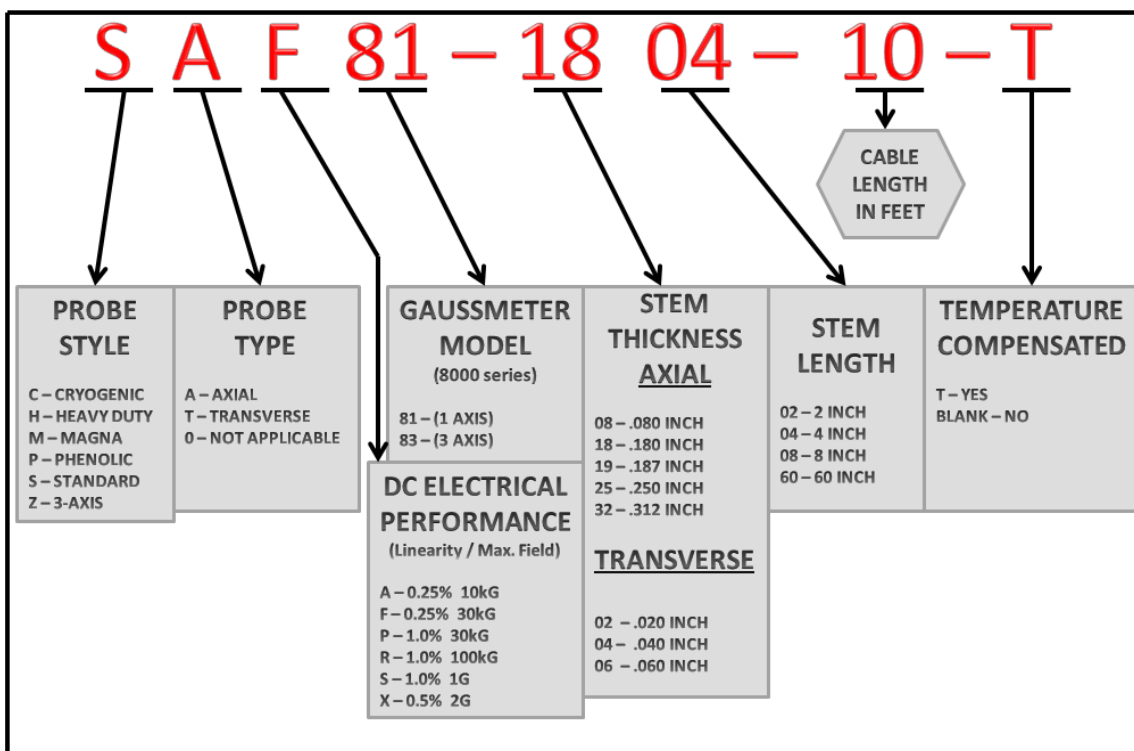 S A F 81 – 18 04 – 10 – T
CABLE
LENGTH
IN FEET
PROBE
STYLE
C – CRYOGENIC
H – HEAVY DUTY
M – MAGNA
P – PHENOLIC
S – STANDARD
Z – 3-AXIS
PROBE
TYPE
A – AXIAL
T – TRANSVERSE
0 – NOT APPLICABLE
GAUSSMETER
MODEL
(8000 series)
81 – (1 AXIS)
83 – (3 AXIS)
DC ELECTRICAL
PERFORMANCE
(Linearity / Max. Field)
A – 0.25% 10kG
F – 0.25% 30kG
P – 1.0% 30kG
R – 1.0% 100kG
S – 1.0% 1G
X – 0.5% 2G
STEM
THICKNESS
AXIAL
08 – .080 INCH
18 – .180 INCH
19 – .187 INCH
25 – .250 INCH
32 – .312 INCH
TRANSVERSE
02 – .020 INCH
04 – .040 INCH
06 – .060 INCH
STEM
LENGTH
02 – 2 INCH
04 – 4 INCH
08 – 8 INCH
60 – 60 INCH
TEMPERATURE
COMPENSATED
T – YES
BLANK – NO